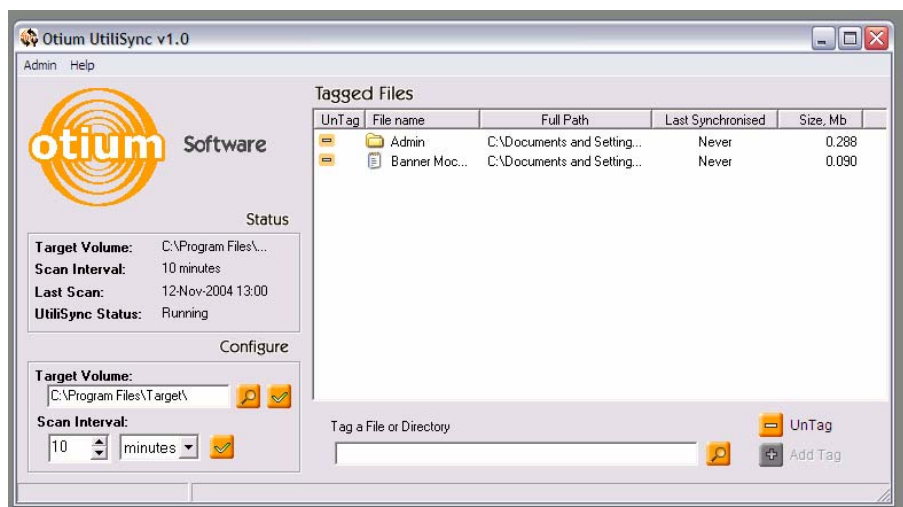 Otium UtiliSync v1.0
Admin Help
otium Software
Status
Target Volume: C:\Program Files\...
Scan Interval: 10 minutes
Last Scan: 12-Nov-2004 13:00
UtiliSync Status: Running
Configure
Target Volume:
C:\Program Files\Target\
Scan Interval:
10 minutes
Tagged Files
UnTag File name Full Path Last Synchronised Size, Mb
Admin C:\Documents and Setting... Never 0.288
Banner Moc... C:\Documents and Setting... Never 0.090
Tag a File or Directory
UnTag
Add Tag